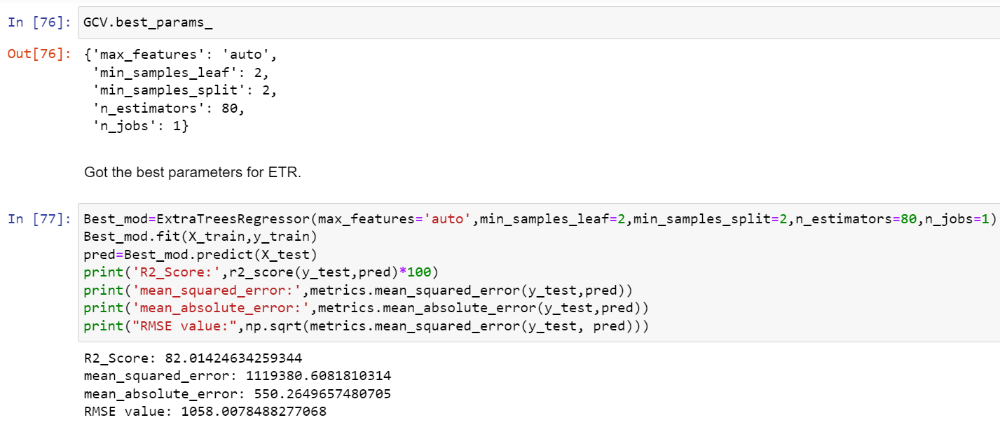 In [76]: GCV.best_params_
Out[76]: {'max_features': 'auto',
'min_samples_leaf': 2,
'min_samples_split': 2,
'n_estimators': 80,
'n_jobs': 1}
Got the best parameters for ETR.
In [77]: Best_mod=ExtraTreesRegressor(max_features='auto',min_samples_leaf=2,min_samples_split=2,n_estimators=80,n_jobs=1)
Best_mod.fit(X_train,y_train)
pred=Best_mod.predict(X_test)
print('R2_Score:',r2_score(y_test,pred)*100)
print('mean_squared_error:',metrics.mean_squared_error(y_test,pred))
print('mean_absolute_error:',metrics.mean_absolute_error(y_test,pred))
print("RMSE value:",np.sqrt(metrics.mean_squared_error(y_test, pred)))
R2_Score: 82.01424634259344
mean_squared_error: 1119380.6081810314
mean_absolute_error: 550.2649657480705
RMSE value: 1058.0078488277068